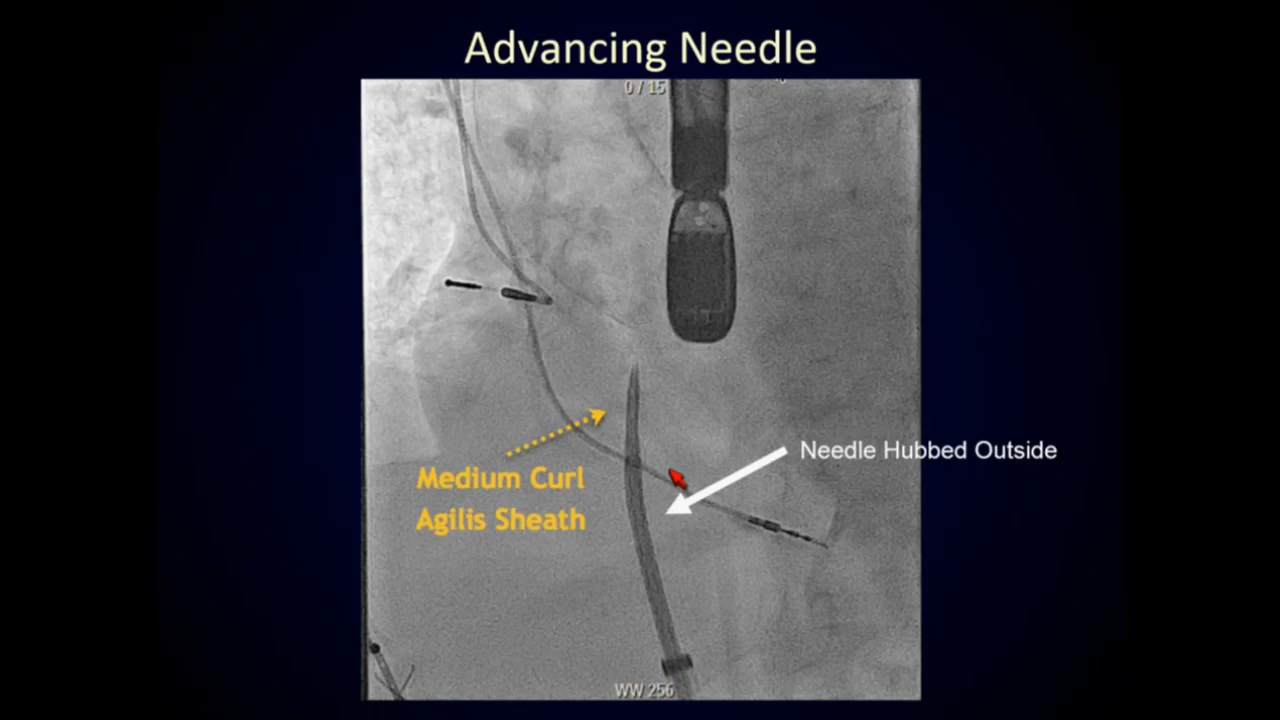 Advancing Needle
0 / 15
Needle Hubbed Outside
Medium Curl
Agilis Sheath
WW 256